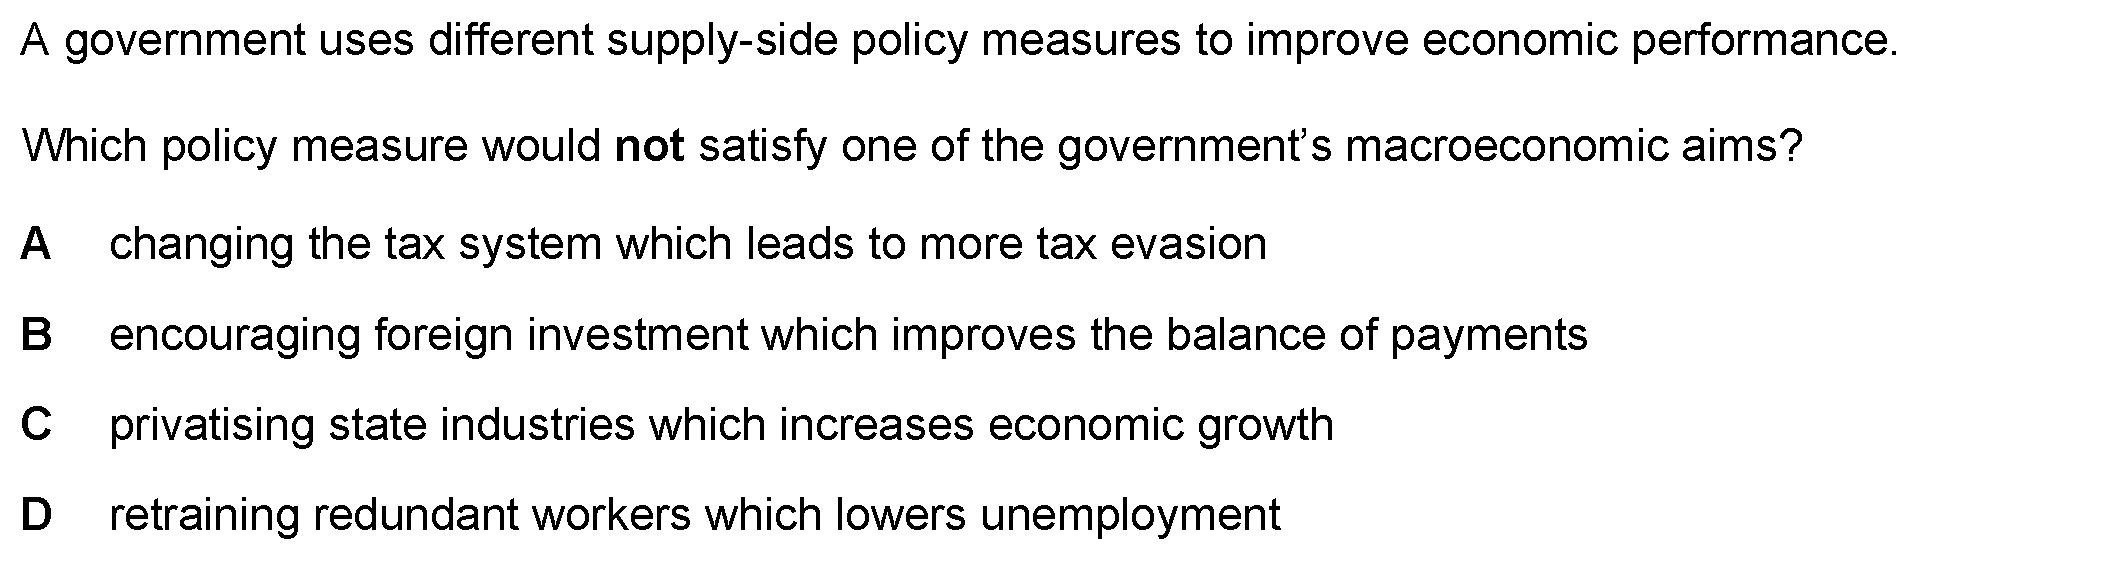 A government uses different supply-side policy measures to improve economic performance.
Which policy measure would not satisfy one of the government’s macroeconomic aims?
A changing the tax system which leads to more tax evasion
B encouraging foreign investment which improves the balance of payments
C privatising state industries which increases economic growth
D retraining redundant workers which lowers unemployment